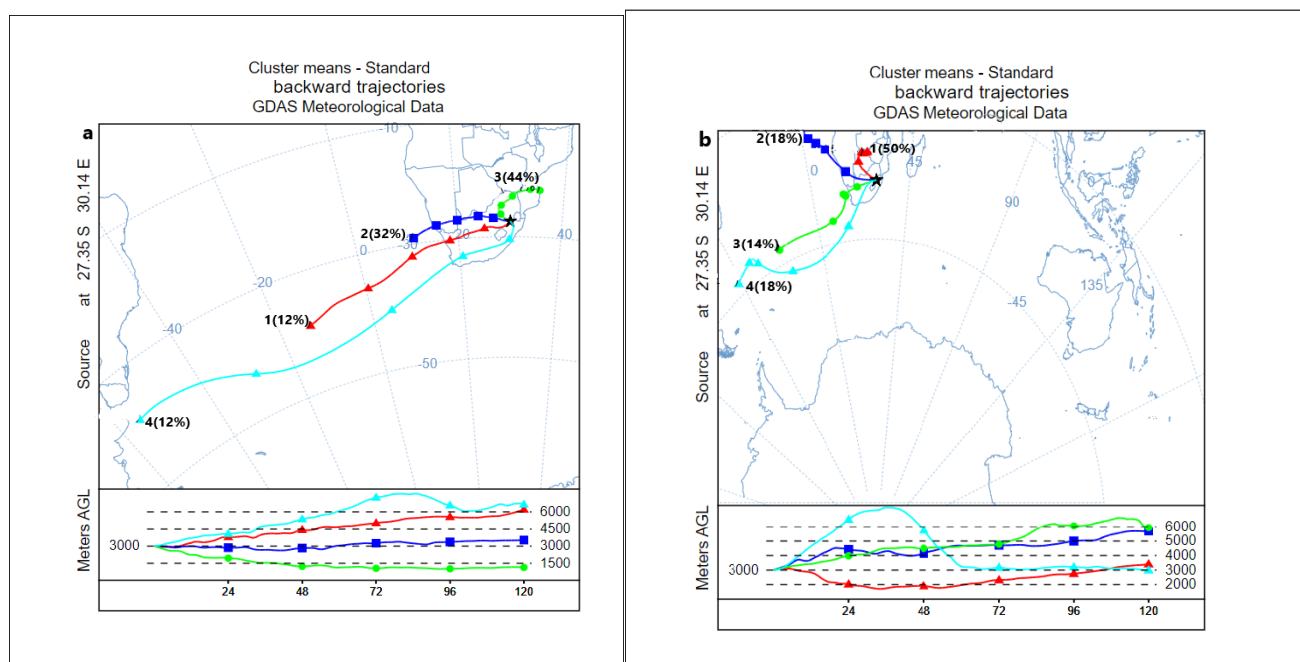 Cluster means - Standard
backward trajectories
GDAS Meteorological Data
a
Source at 27.35 S 30.14 E
-10
3(44%)
2(32%)
-30
-20
0
40
-20
1(12%)
-40
-50
4(12%)
Meters AGL
3000
6000
4500
3000
1500
24 48 72 96 120
Cluster means - Standard
backward trajectories
GDAS Meteorological Data
b
Source at 27.35 S 30.14 E
2(18%)
1(50%)
45
0
0
90
3(14%)
4(18%)
135
-45
Meters AGL
3000
6000
5000
4000
3000
2000
24 48 72 96 120